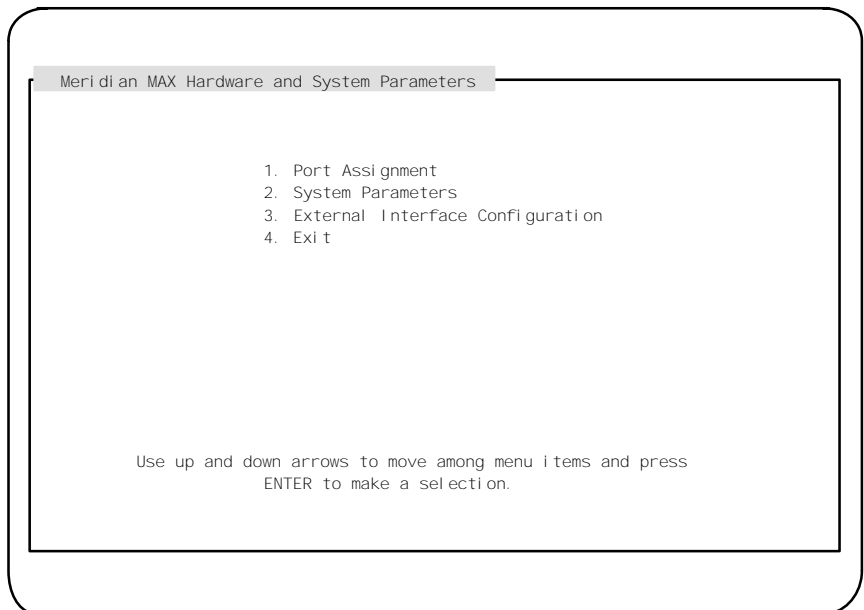 Meridian MAX Hardware and System Parameters
1. Port Assignment
2. System Parameters
3. External Interface Configuration
4. Exit
Use up and down arrows to move among menu items and press
ENTER to make a selection.